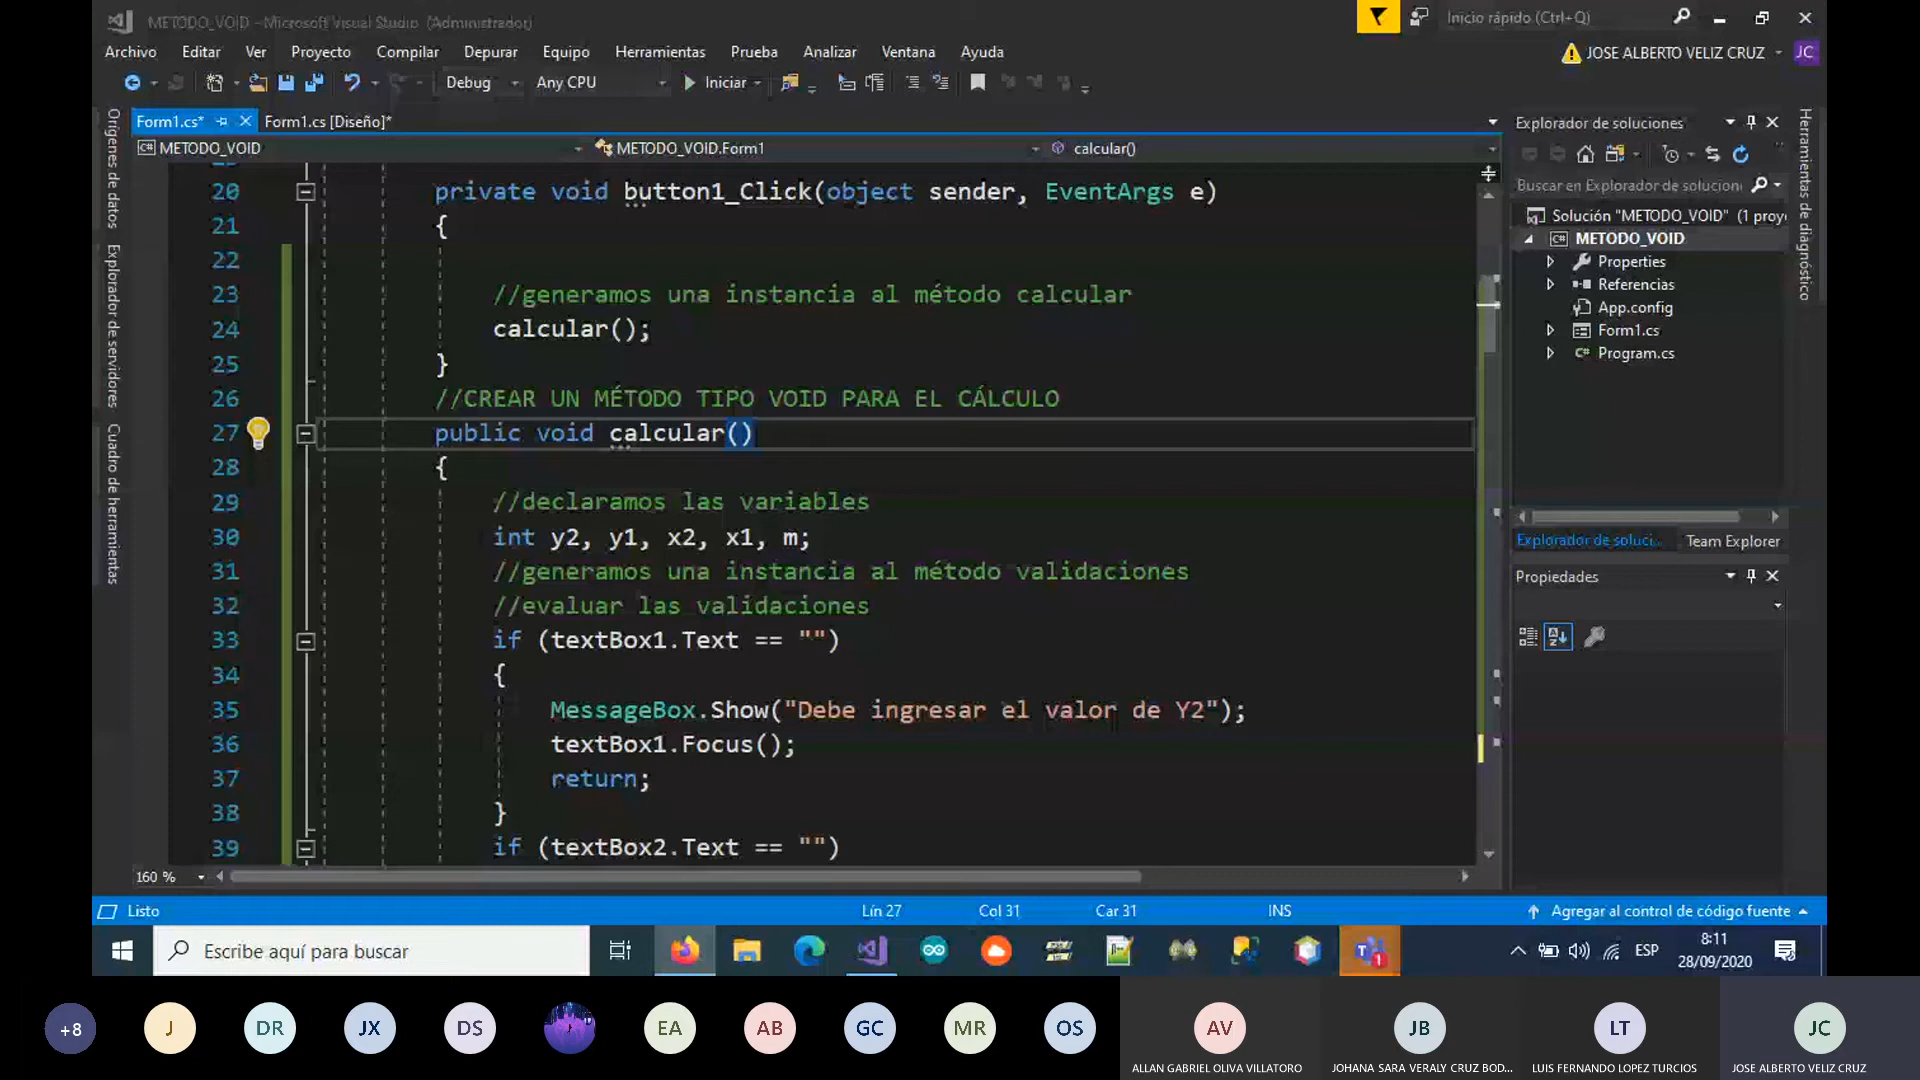 METODO_VOID - Microsoft Visual Studio (Administrador)
Inicio rápido (Ctrl+Q)
Archivo Editar Ver Proyecto Compilar Depurar Equipo Herramientas Prueba Analizar Ventana Ayuda
JOSE ALBERTO VELIZ CRUZ JC
Debug Any CPU Iniciar
Form1.cs* Form1.cs [Diseño]*
METODO_VOID METODO_VOID.Form1 calcular()
20 private void button1_Click(object sender, EventArgs e)
21 {
22
23 //generamos una instancia al método calcular
24 calcular();
25 }
26 //CREAR UN MÉTODO TIPO VOID PARA EL CÁLCULO
27 public void calcular()
28 {
29 //declaramos las variables
30 int y2, y1, x2, x1, m;
31 //generamos una instancia al método validaciones
32 //evaluar las validaciones
33 if (textBox1.Text == "")
34 {
35 MessageBox.Show("Debe ingresar el valor de Y2");
36 textBox1.Focus();
37 return;
38 }
39 if (textBox2.Text == "")
160 %
Orígenes de datos
Explorador de servidores
Cuadro de herramientas
Explorador de soluciones
Buscar en Explorador de solucion
Solución "METODO_VOID" (1 proy
METODO_VOID
Properties
Referencias
App.config
Form1.cs
Program.cs
Explorador de soluci... Team Explorer
Propiedades
Herramientas de diagnóstico
Listo Lín 27 Col 31 Car 31 INS Agregar al control de código fuente
Escribe aquí para buscar
ESP
8:11
28/09/2020
+8 J DR JX DS EA AB GC MR OS AV JB LT JC
ALLAN GABRIEL OLIVA VILLATORO JOHANA SARA VERALY CRUZ BOD... LUIS FERNANDO LOPEZ TURCIOS JOSE ALBERTO VELIZ CRUZ